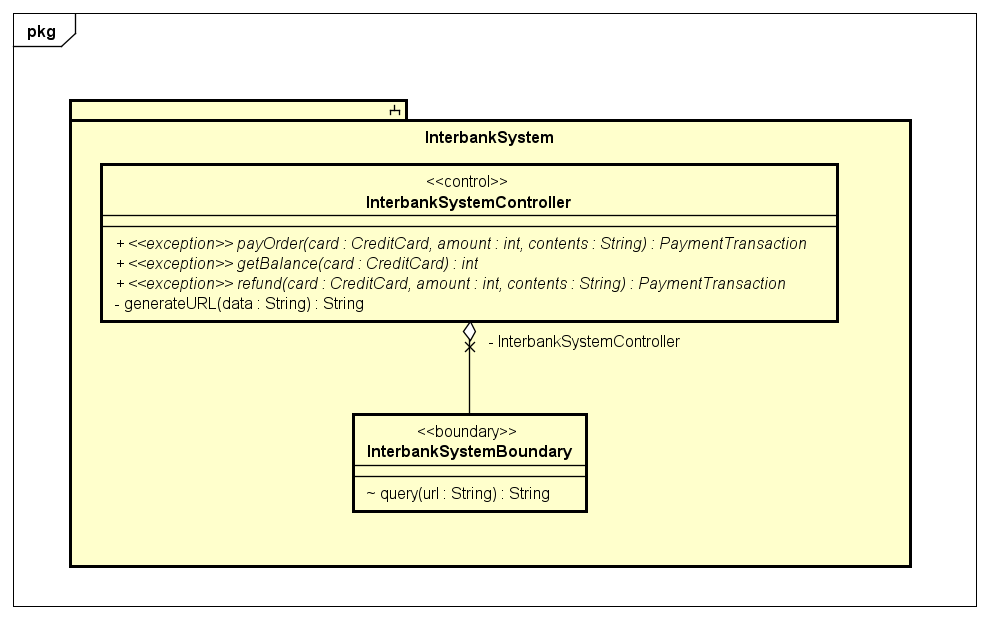 pkg
InterbankSystem
<<control>>
InterbankSystemController
+ <<exception>> payOrder(card : CreditCard, amount : int, contents : String) : PaymentTransaction
+ <<exception>> getBalance(card : CreditCard) : int
+ <<exception>> refund(card : CreditCard, amount : int, contents : String) : PaymentTransaction
- generateURL(data : String) : String
- InterbankSystemController
<<boundary>>
InterbankSystemBoundary
~ query(url : String) : String